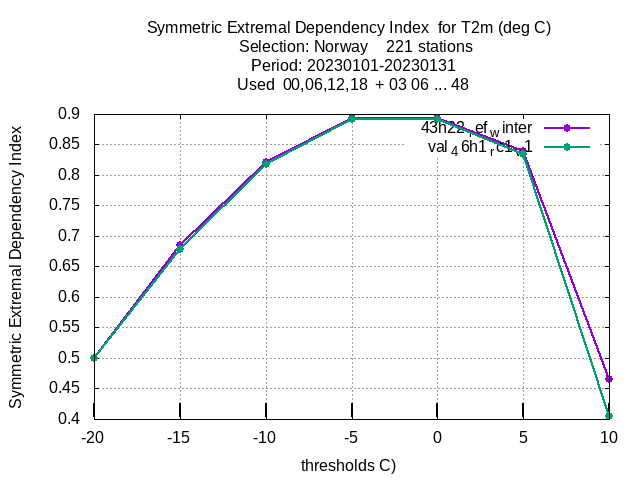 Symmetric Extremal Dependency Index for T2m (deg C)
Selection: Norway 221 stations
Period: 20230101-20230131
Used 00,06,12,18 + 03 06 ... 48
Symmetric Extremal Dependency Index
0.9
0.85
0.8
0.75
0.7
0.65
0.6
0.55
0.5
0.45
0.4
-20 -15 -10 -5 0 5 10
thresholds C)